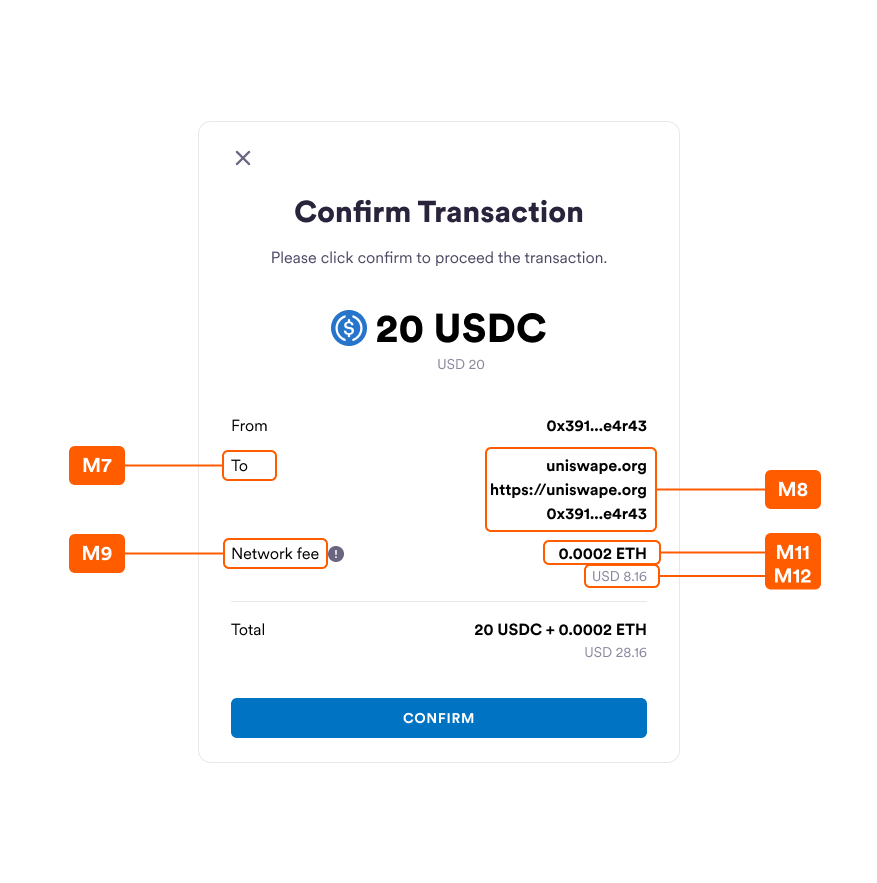 Confirm Transaction
Please click confirm to proceed the transaction.
20 USDC
USD 20
From 0x391...e4r43
M7 To uniswape.org
https://uniswape.org M8
0x391...e4r43
M9 Network fee 0.0002 ETH M11
USD 8.16 M12
Total 20 USDC + 0.0002 ETH
USD 28.16
CONFIRM